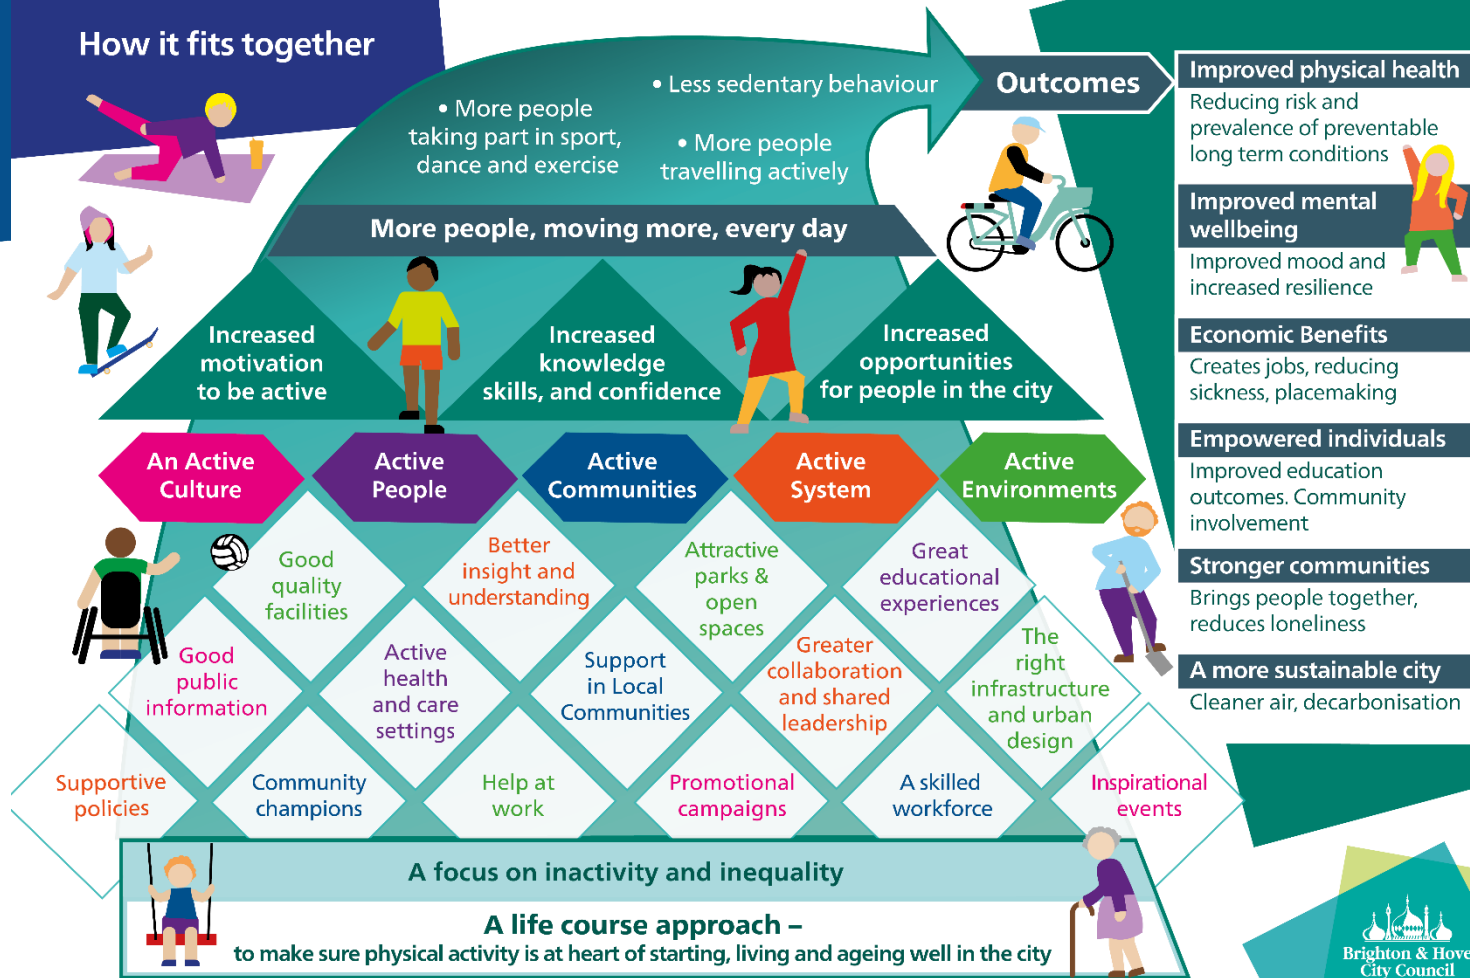 How it fits together
• More people
taking part in sport,
dance and exercise
• Less sedentary behaviour
• More people
travelling actively
Outcomes
More people, moving more, every day
Increased
motivation
to be active
Increased
knowledge
skills, and confidence
Increased
opportunities
for people in the city
An Active
Culture
Active
People
Active
Communities
Active
System
Active
Environments
Good
quality
facilities
Better
insight and
understanding
Attractive
parks &
open
spaces
Great
educational
experiences
Good
public
information
Active
health
and care
settings
Support
in Local
Communities
Greater
collaboration
and shared
leadership
The
right
infrastructure
and urban
design
Supportive
policies
Community
champions
Help at
work
Promotional
campaigns
A skilled
workforce
Inspirational
events
A focus on inactivity and inequality
A life course approach –
to make sure physical activity is at heart of starting, living and ageing well in the city
Improved physical health
Reducing risk and
prevalence of preventable
long term conditions
Improved mental
wellbeing
Improved mood and
increased resilience
Economic Benefits
Creates jobs, reducing
sickness, placemaking
Empowered individuals
Improved education
outcomes. Community
involvement
Stronger communities
Brings people together,
reduces loneliness
A more sustainable city
Cleaner air, decarbonisation
Brighton & Hove
City Council